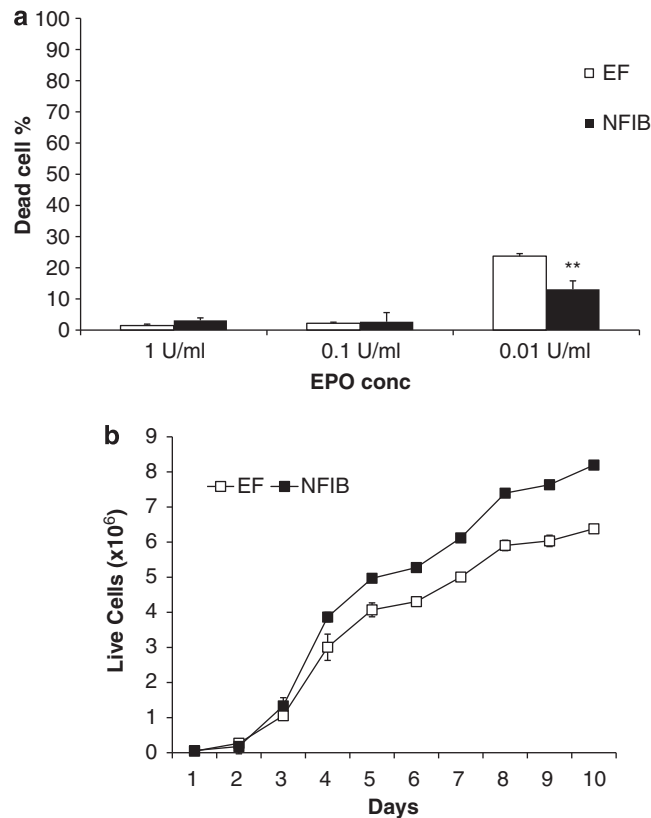 a
100
90
80
70
60
50
40
30
20
10
0
Dead cell %
EF
NFIB
**
1 U/ml 0.1 U/ml 0.01 U/ml
EPO conc
b
9
8
7
6
5
4
3
2
1
0
Live Cells (x10⁶)
EF NFIB
1 2 3 4 5 6 7 8 9 10
Days